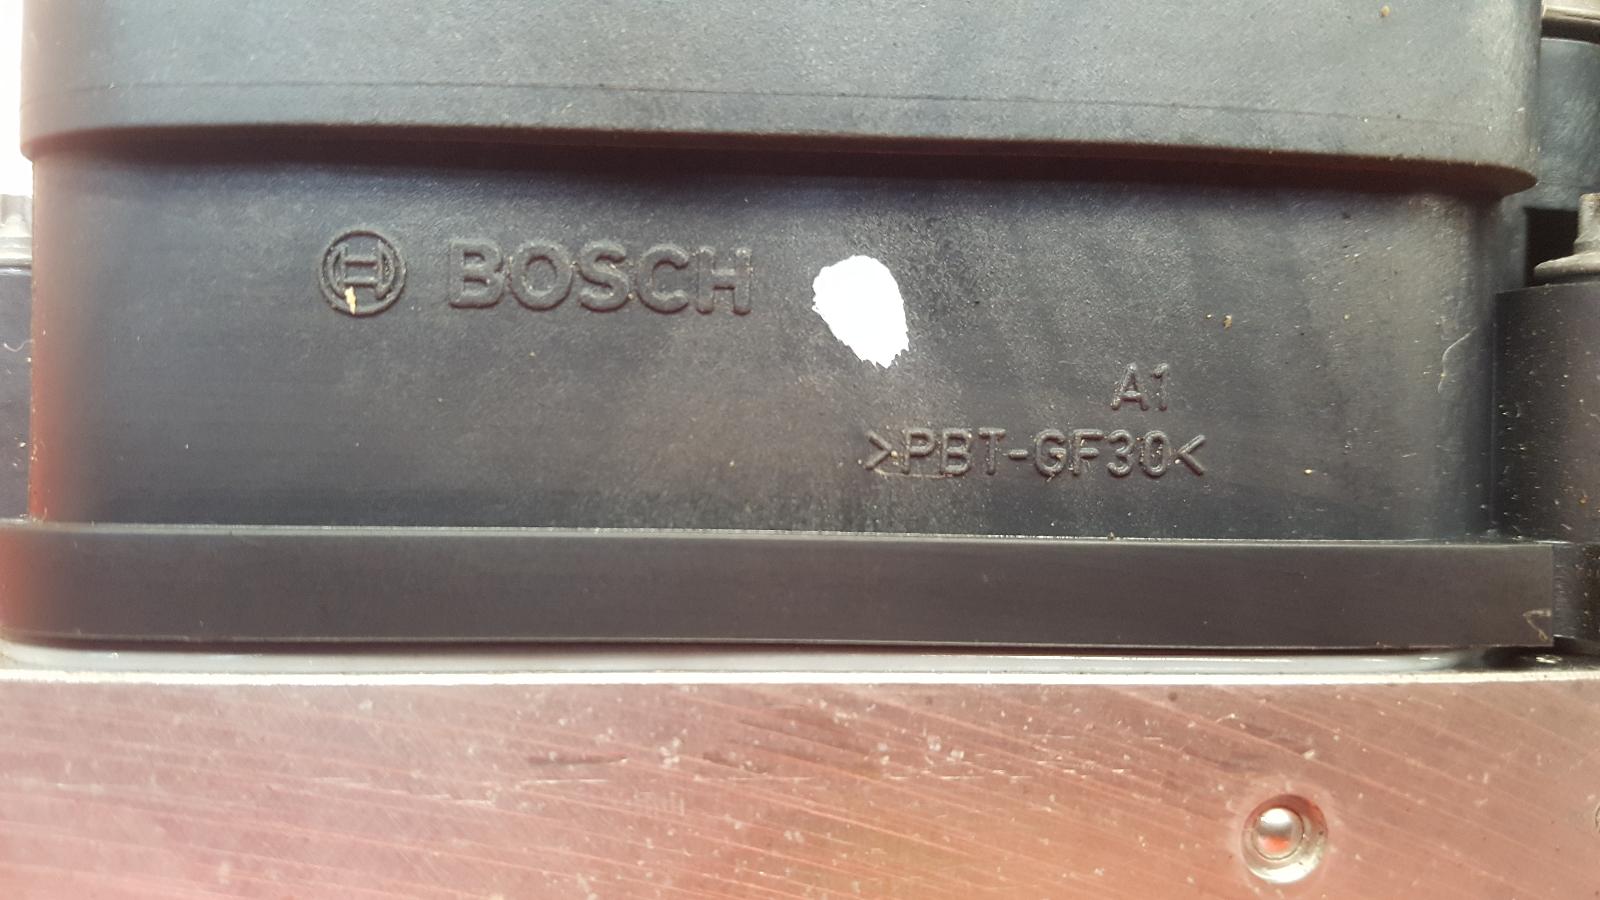 BOSCH
A1
>PBT-GF30<